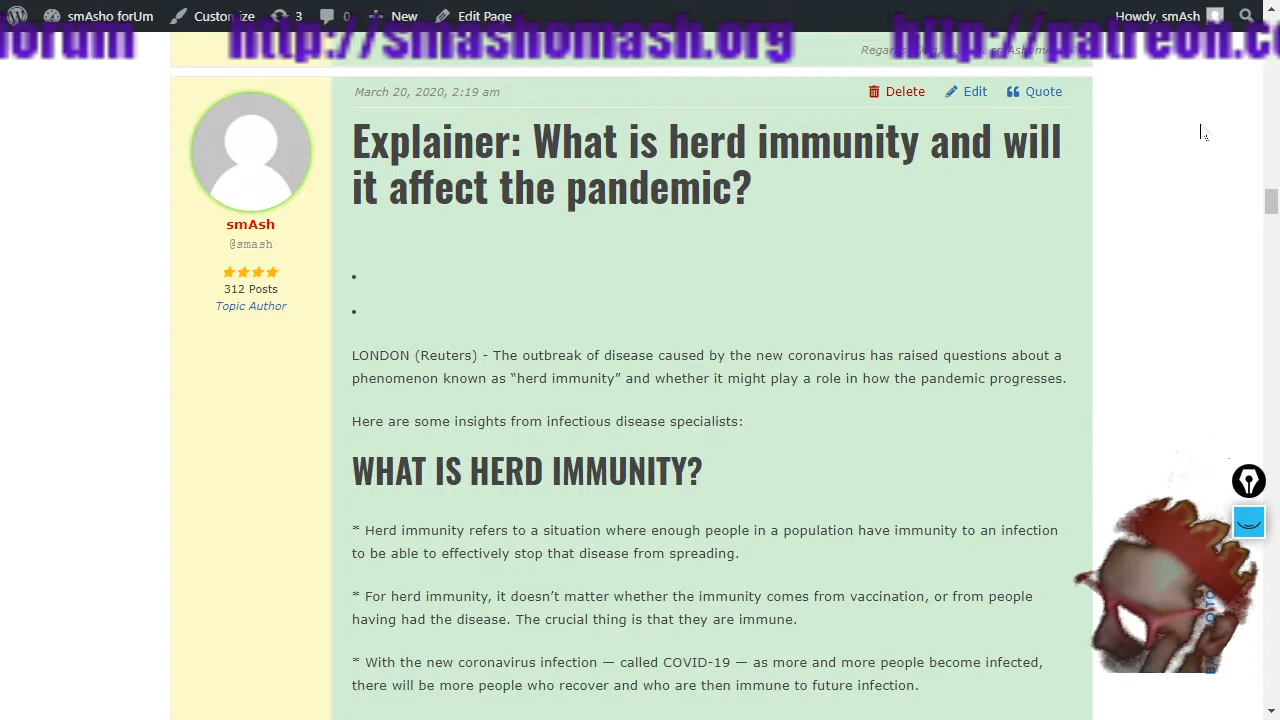 smAsho forUm Customize 3 0 New Edit Page Howdy, smAsh
forum http://smashomash.org http://patreon.c
March 20, 2020, 2:19 am Delete Edit Quote
Explainer: What is herd immunity and will
it affect the pandemic?
smAsh
@smash
312 Posts
Topic Author
LONDON (Reuters) - The outbreak of disease caused by the new coronavirus has raised questions about a
phenomenon known as “herd immunity” and whether it might play a role in how the pandemic progresses.
Here are some insights from infectious disease specialists:
WHAT IS HERD IMMUNITY?
* Herd immunity refers to a situation where enough people in a population have immunity to an infection
to be able to effectively stop that disease from spreading.
* For herd immunity, it doesn’t matter whether the immunity comes from vaccination, or from people
having had the disease. The crucial thing is that they are immune.
* With the new coronavirus infection — called COVID-19 — as more and more people become infected,
there will be more people who recover and who are then immune to future infection.